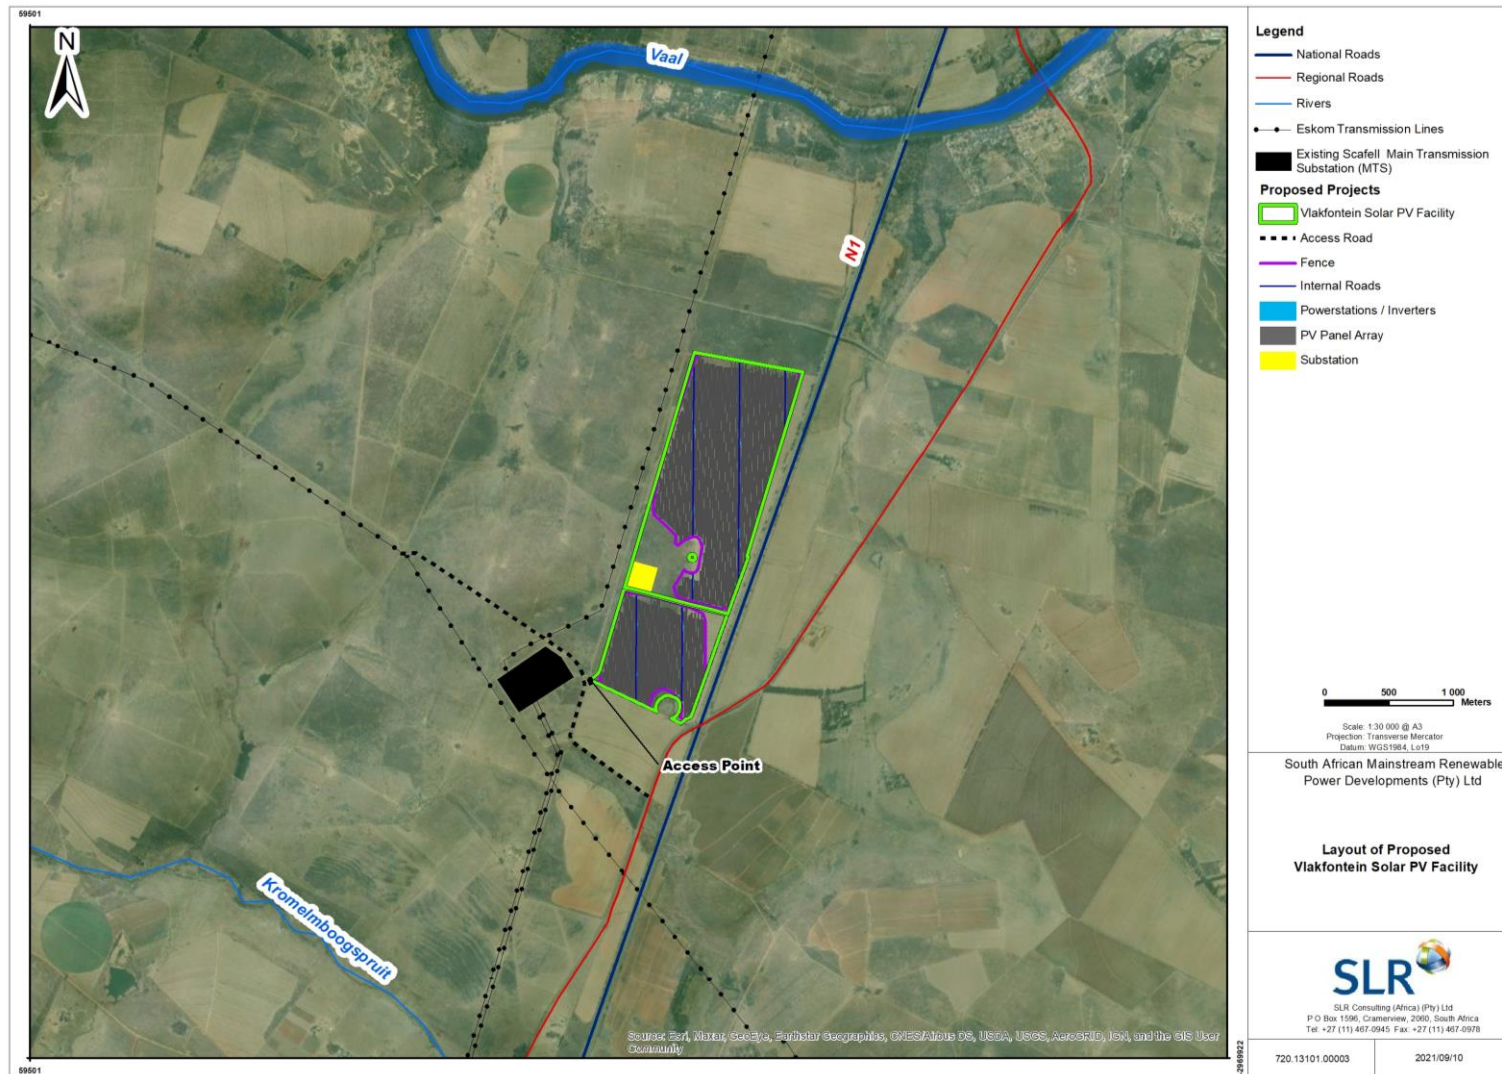 59501
N
Vaal
N1
Access Point
Kromelmboogspruit
Source: Esri, Maxar, GeoEye, Earthstar Geographics, CNES/Airbus DS, USDA, USGS, AeroGRID, IGN, and the GIS User
Community
59501
-2969922
Legend
National Roads
Regional Roads
Rivers
Eskom Transmission Lines
Existing Scafell Main Transmission
Substation (MTS)
Proposed Projects
Vlakfontein Solar PV Facility
Access Road
Fence
Internal Roads
Powerstations / Inverters
PV Panel Array
Substation
0 500 1 000
Meters
Scale: 1:30 000 @ A3
Projection: Transverse Mercator
Datum: WGS1984, Lo19
South African Mainstream Renewable
Power Developments (Pty) Ltd
Layout of Proposed
Vlakfontein Solar PV Facility
SLR
SLR Consulting (Africa) (Pty) Ltd
P O Box 1596, Cramerview, 2060, South Africa
Tel: +27 (11) 467-0945 Fax: +27 (11) 467-0978
720.13101.00003
2021/09/10